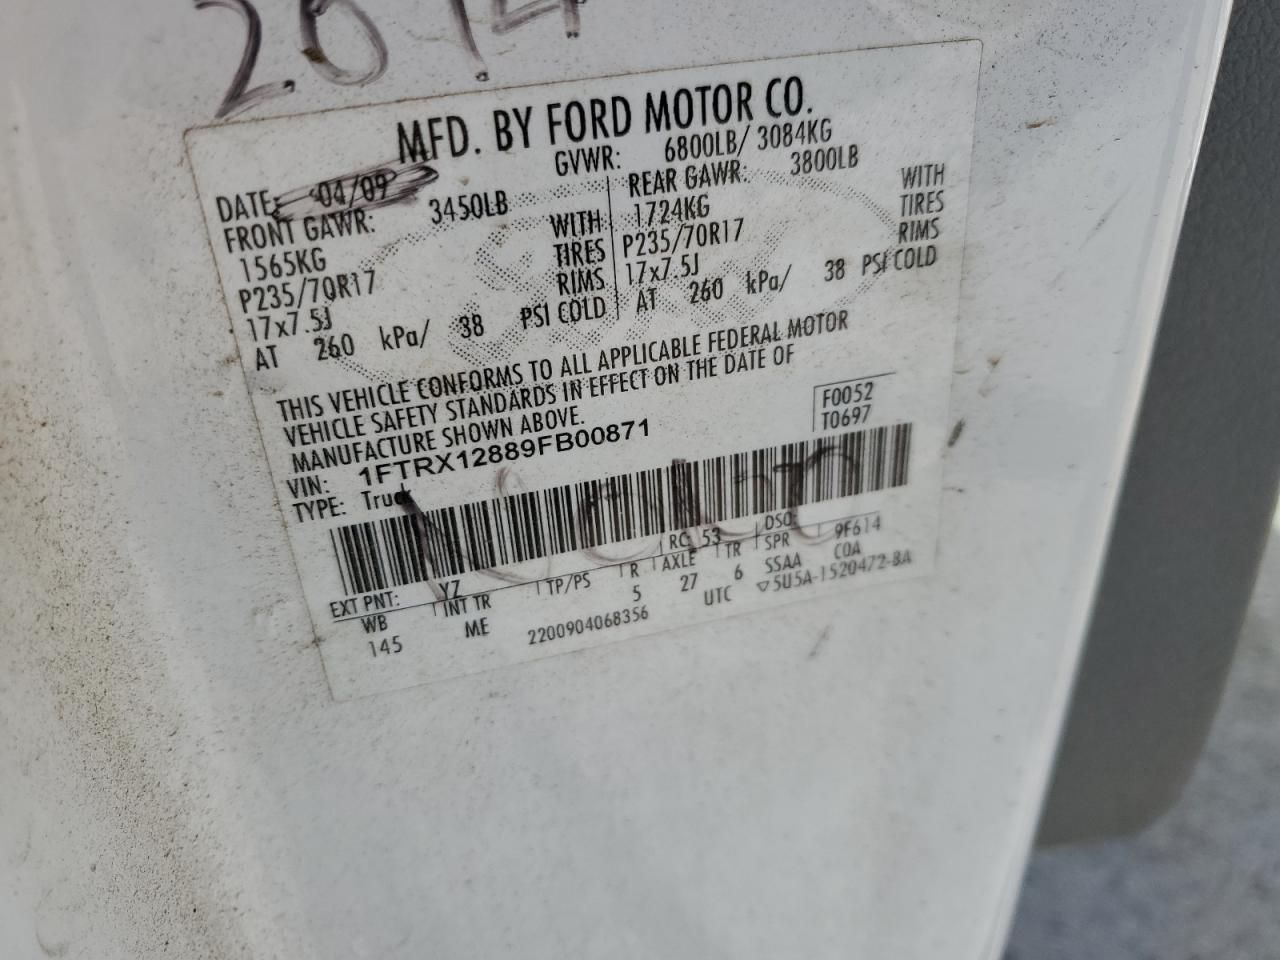 2.014
MFD. BY FORD MOTOR CO.
DATE: 04/09 GVWR: 6800LB/ 3084KG
FRONT GAWR: 3450LB REAR GAWR: 3800LB
1565KG WITH 1724KG WITH
P235/70R17 TIRES P235/70R17 TIRES
17x7.5J RIMS 17x7.5J RIMS
AT 260 kPa/ 38 PSI COLD AT 260 kPa/ 38 PSI COLD
THIS VEHICLE CONFORMS TO ALL APPLICABLE FEDERAL MOTOR
VEHICLE SAFETY STANDARDS IN EFFECT ON THE DATE OF
MANUFACTURE SHOWN ABOVE.
F0052
VIN: 1FTRX12889FB00871 T0697
TYPE: Truck
EXT PNT: YZ RC: 53 DSO:
WB INT TR TP/PS R AXLE TR SPR 9F614
145 ME 5 27 6 SSAA COA
2200904068356 UTC ▽5U5A-1520472-BA